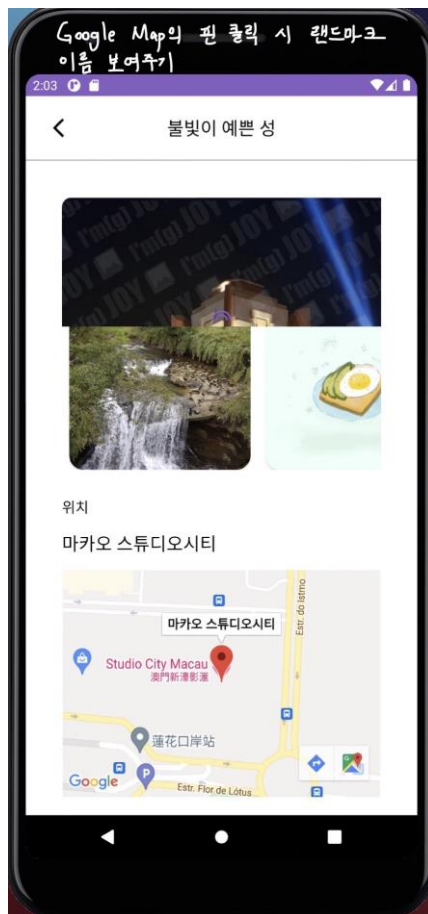 Google Map의 핀 클릭 시 랜드마크
이름 보여주기
2:03
불빛이 예쁜 성
I'm(g) JOY
I'm(g) JOY
I'm(g) JOY
위치
마카오 스튜디오시티
Estr. do Istmo
마카오 스튜디오시티
Studio City Macau
澳門新濠影滙
蓮花口岸站
P
Google
Estr. Flor de Lótus